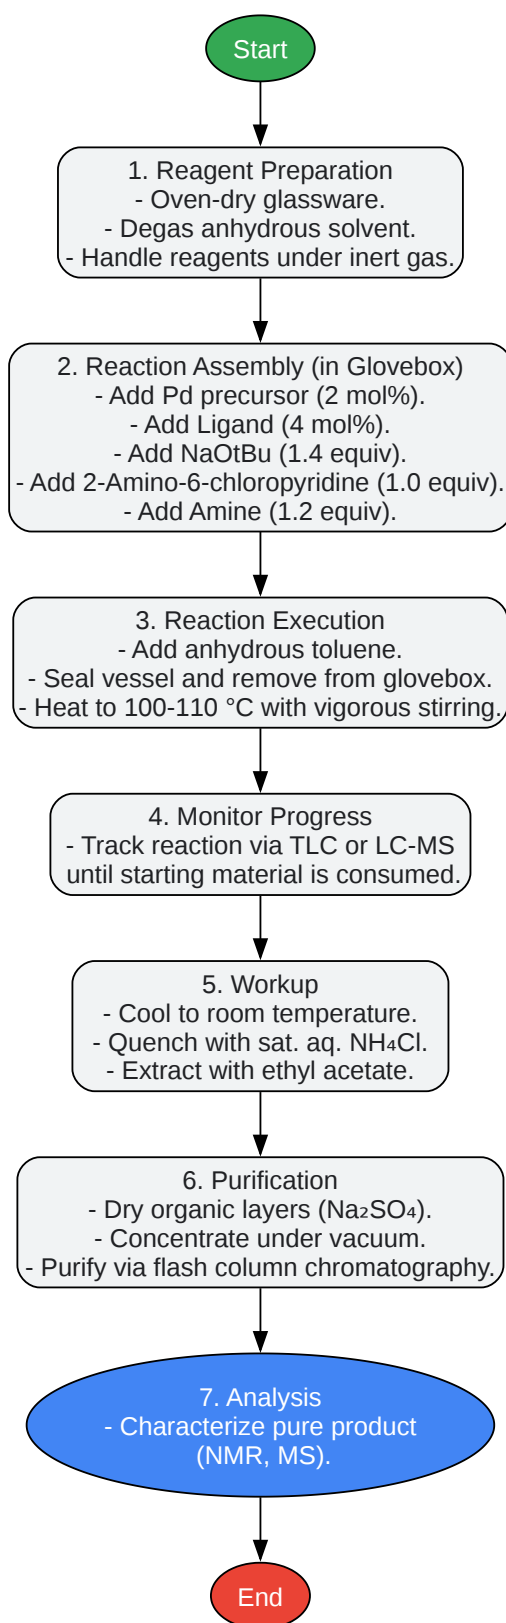 Start
1. Reagent Preparation
- Oven-dry glassware.
- Degas anhydrous solvent.
- Handle reagents under inert gas.
2. Reaction Assembly (in Glovebox)
- Add Pd precursor (2 mol%).
- Add Ligand (4 mol%).
- Add NaOtBu (1.4 equiv).
- Add 2-Amino-6-chloropyridine (1.0 equiv).
- Add Amine (1.2 equiv).
3. Reaction Execution
- Add anhydrous toluene.
- Seal vessel and remove from glovebox.
- Heat to 100-110 °C with vigorous stirring.
4. Monitor Progress
- Track reaction via TLC or LC-MS
until starting material is consumed.
5. Workup
- Cool to room temperature.
- Quench with sat. aq. NH₄Cl.
- Extract with ethyl acetate.
6. Purification
- Dry organic layers (Na₂SO₄).
- Concentrate under vacuum.
- Purify via flash column chromatography.
7. Analysis
- Characterize pure product
(NMR, MS).
End